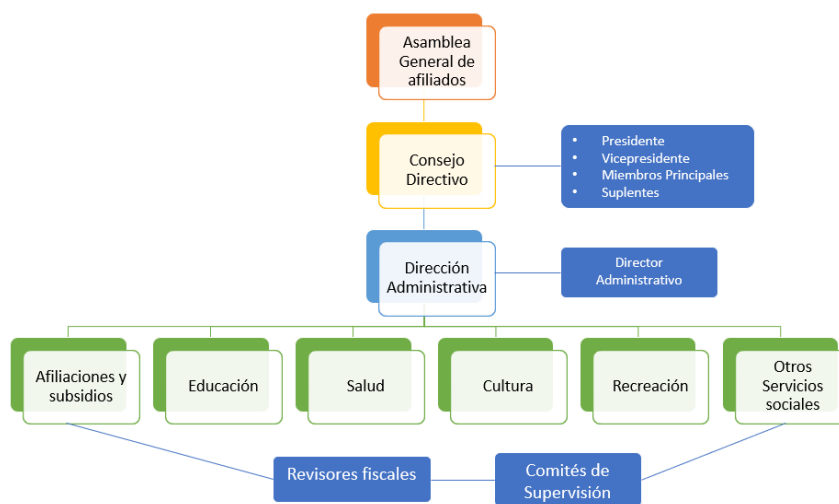 Asamblea
General de
afiliados
Consejo
Directivo
• Presidente
• Vicepresidente
• Miembros Principales
• Suplentes
Dirección
Administrativa
Director
Administrativo
Afiliaciones y
subsidios
Educación
Salud
Cultura
Recreación
Otros
Servicios
sociales
Revisores fiscales
Comités de
Supervisión